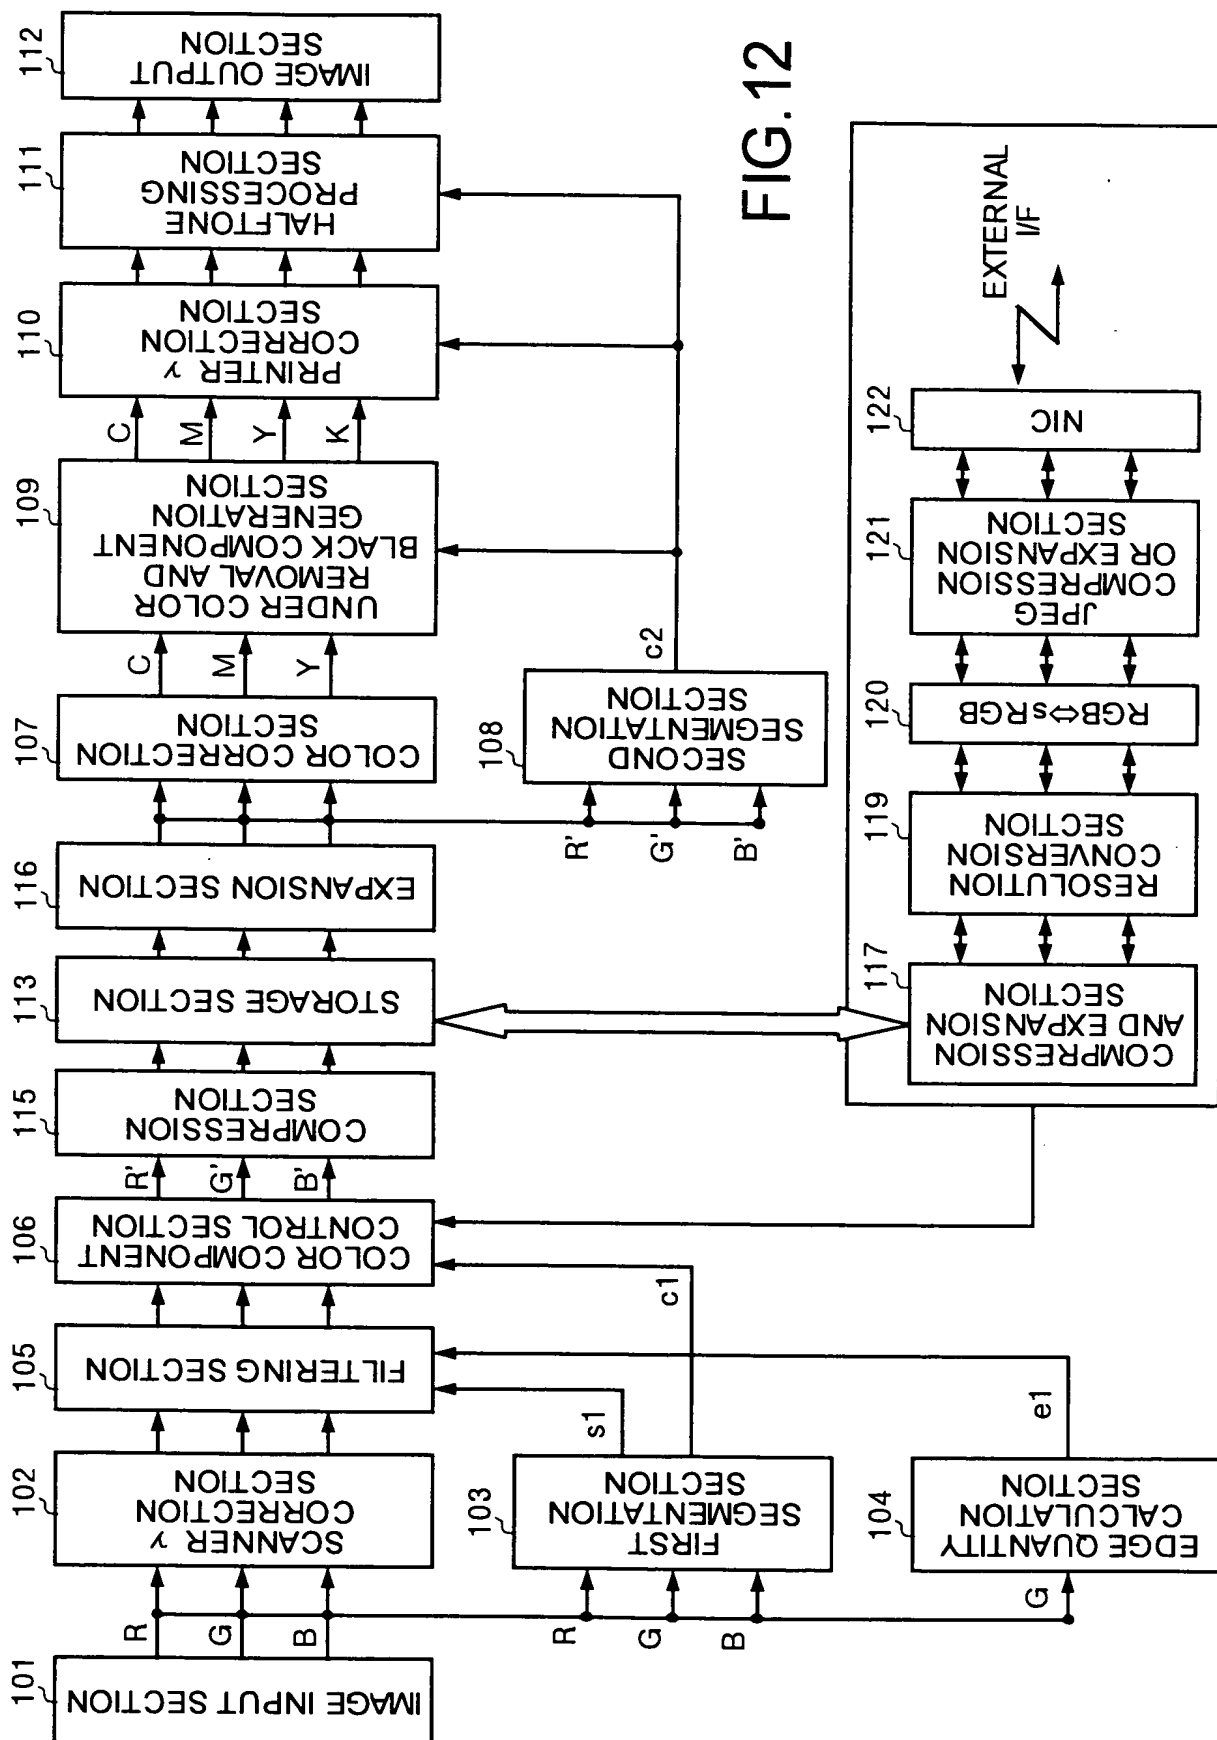 FIG.12
101
IMAGE INPUT SECTION
R
G
B
102
SCANNER γ
CORRECTION
SECTION
R
G
B
103
FIRST
SEGMENTATION
SECTION
G
104
EDGE QUANTITY
CALCULATION
SECTION
s1
c1
e1
105
FILTERING SECTION
106
COLOR COMPONENT
CONTROL SECTION
R'
G'
B'
115
COMPRESSION
SECTION
113
STORAGE SECTION
116
EXPANSION SECTION
R'
G'
B'
107
COLOR CORRECTION
108
SECOND
SEGMENTATION
SECTION
c2
C
M
Y
109
UNDER COLOR
REMOVAL AND
BLACK COMPONENT
GENERATION
SECTION
C
M
Y
K
110
PRINTER γ
CORRECTION
SECTION
111
HALFTONE
PROCESSING
SECTION
112
IMAGE OUTPUT
SECTION
117
COMPRESSION
AND EXPANSION
SECTION
119
RESOLUTION
CONVERSION
SECTION
120
RGB⇔sRGB
121
JPEG
COMPRESSION
OR EXPANSION
SECTION
122
NIC
EXTERNAL
I/F